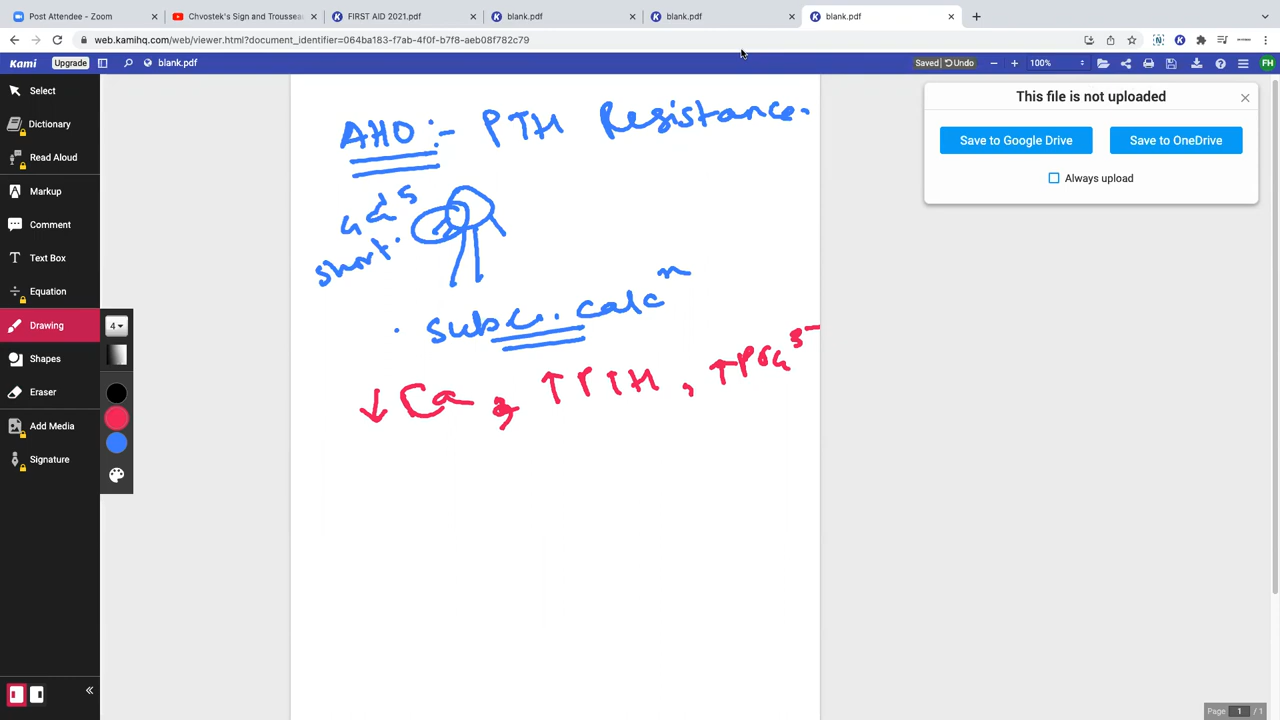 Post Attendee - Zoom
Chvostek's Sign and Trousseau
FIRST AID 2021.pdf
blank.pdf
blank.pdf
blank.pdf
web.kamihq.com/web/viewer.html?document_identifier=064ba183-f7ab-4f0f-b7f8-aeb08f782c79
Kami
Upgrade
blank.pdf
Saved
Undo
100%
FH
Select
Dictionary
Read Aloud
Markup
Comment
Text Box
Equation
Drawing
Shapes
Eraser
Add Media
Signature
4
This file is not uploaded
Save to Google Drive
Save to OneDrive
Always upload
AHO :- PTH Resistance.
4 & 5
short.
. subcu. calcn
↓ Ca, ↑PTH, ↑PO4 3-
Page 1 / 1